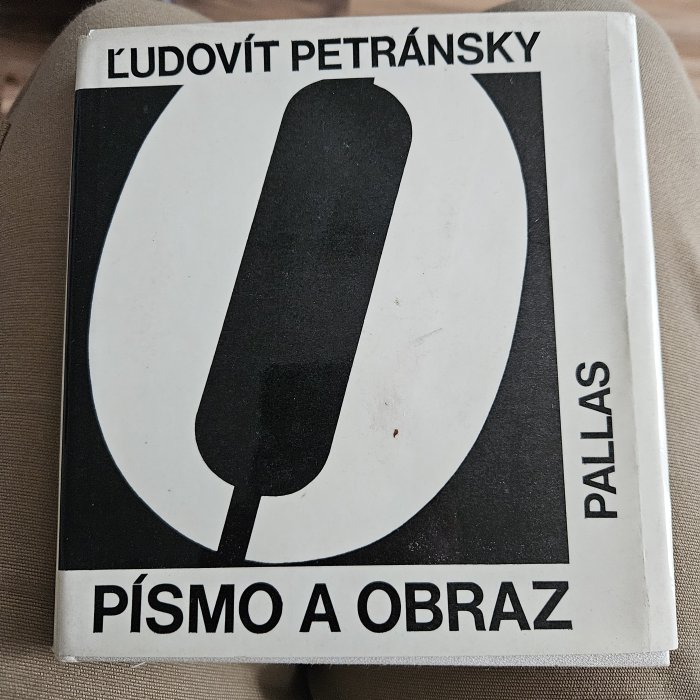 ĽUDOVÍT PETRÁNSKY
PALLAS
PÍSMO A OBRAZ